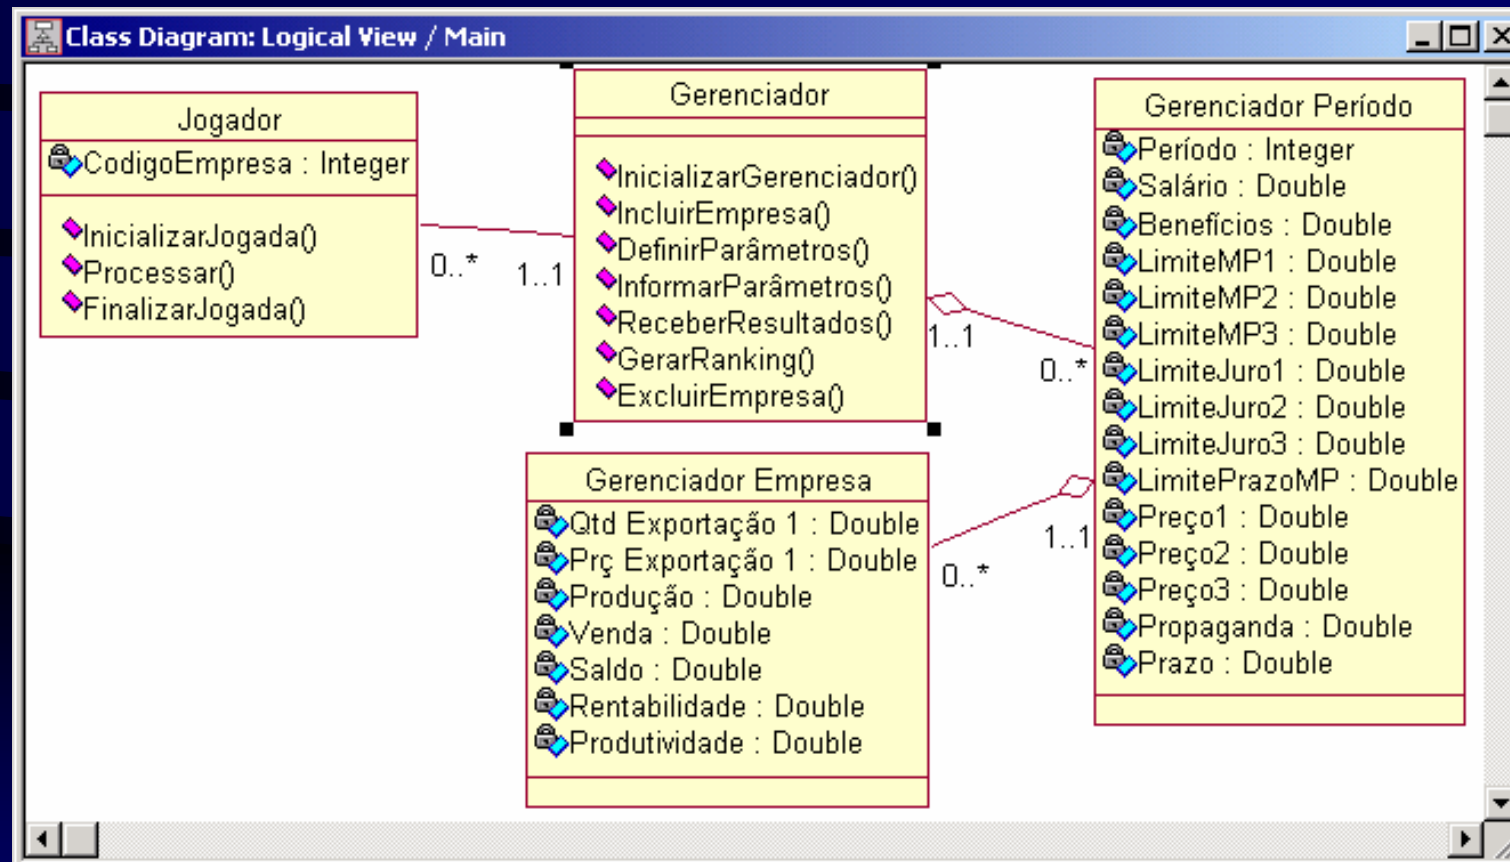 Class Diagram: Logical View / Main
Jogador
CodigoEmpresa : Integer
InicializarJogada()
Processar()
FinalizarJogada()
0..*
1..1
Gerenciador
InicializarGerenciador()
IncluirEmpresa()
DefinirParâmetros()
InformarParâmetros()
ReceberResultados()
GerarRanking()
ExcluirEmpresa()
1..1
0..*
Gerenciador Período
Período : Integer
Salário : Double
Benefícios : Double
LimiteMP1 : Double
LimiteMP2 : Double
LimiteMP3 : Double
LimiteJuro1 : Double
LimiteJuro2 : Double
LimiteJuro3 : Double
LimitePrazoMP : Double
Preço1 : Double
Preço2 : Double
Preço3 : Double
Propaganda : Double
Prazo : Double
1..1
0..*
Gerenciador Empresa
Qtd Exportação 1 : Double
Prç Exportação 1 : Double
Produção : Double
Venda : Double
Saldo : Double
Rentabilidade : Double
Produtividade : Double